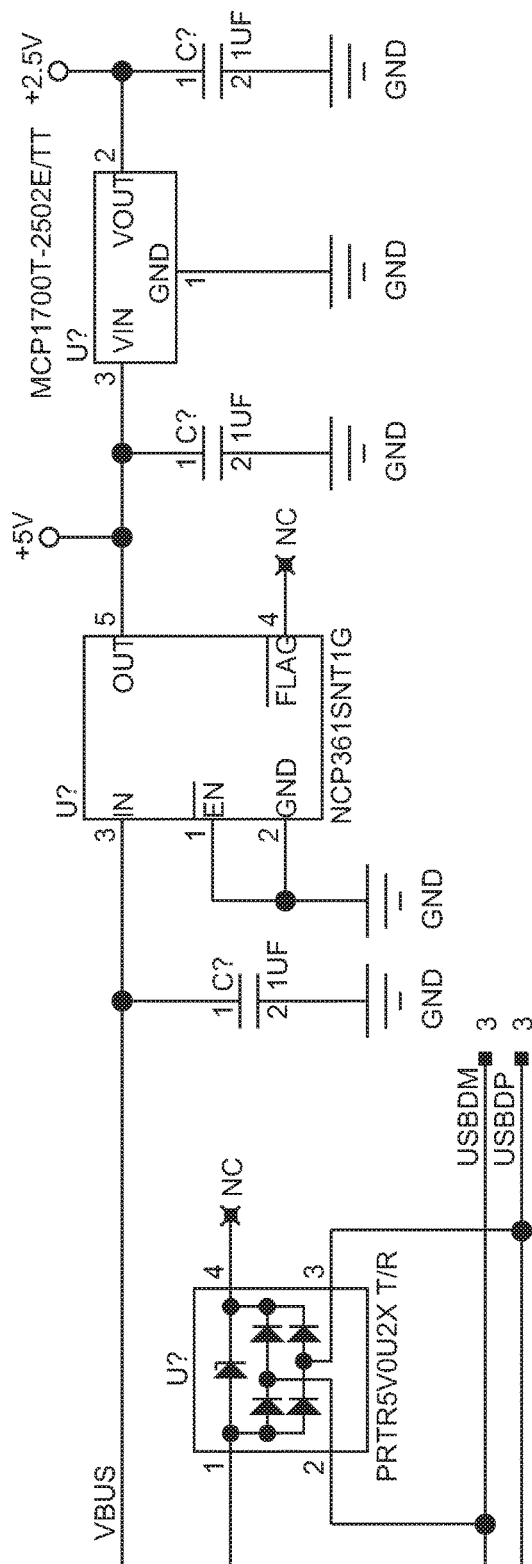 VBUS
1
U?
4
NC
2
3
PRTR5V0U2X T/R
USBDM
3
USBDP
3
1
C?
2
1UF
GND
U?
3
IN
OUT
5
1
EN
2
GND
FLAG
4
NC
NCP361SNT1G
GND
+5V
1
C?
2
1UF
GND
MCP1700T-2502E/TT
U?
3
VIN
VOUT
2
GND
1
GND
+2.5V
1
C?
2
1UF
GND